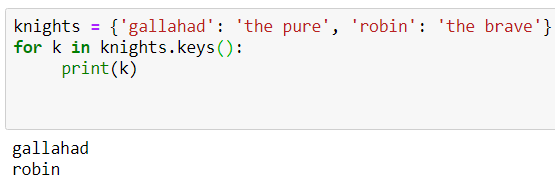 knights = {'gallahad': 'the pure', 'robin': 'the brave'}
for k in knights.keys():
     print(k)
gallahad
robin